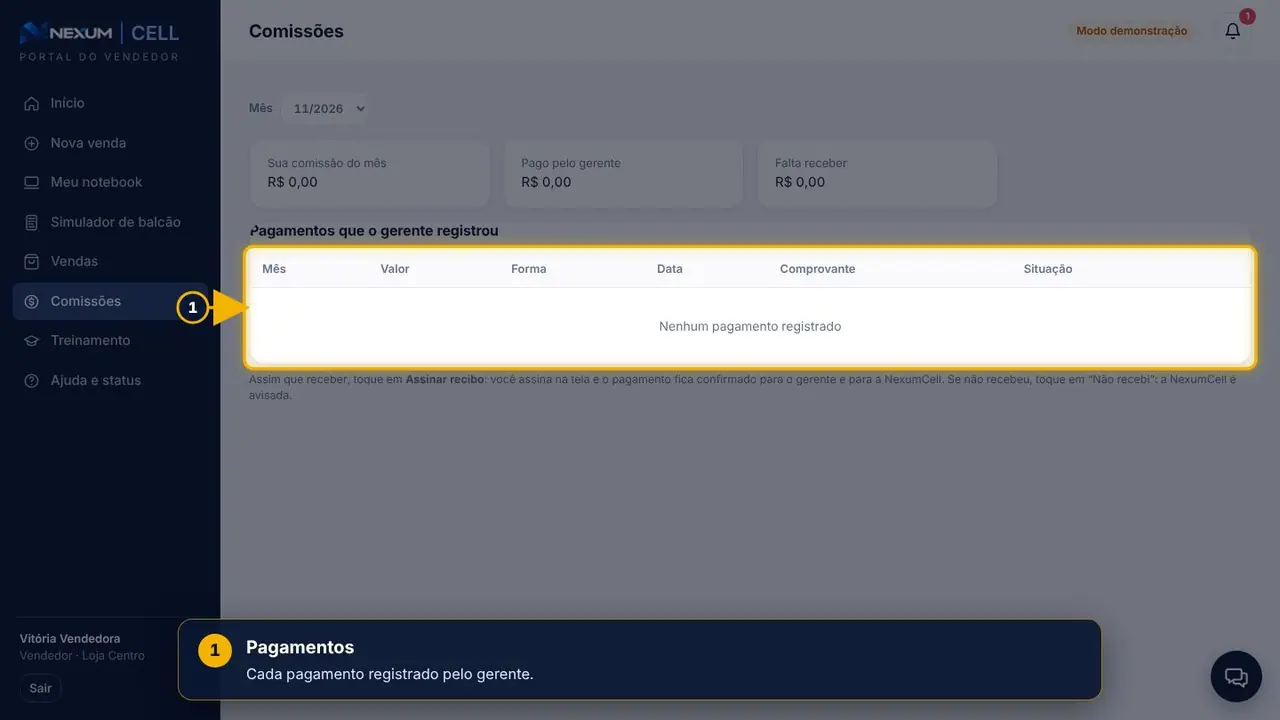 NEXUM | CELL
PORTAL DO VENDEDOR
Início
Nova venda
Meu notebook
Simulador de balcão
Vendas
Comissões
Treinamento
Ajuda e status
Vitória Vendedora
Vendedor · Loja Centro
Sair
Comissões
Modo demonstração
1
Mês 11/2026
Sua comissão do mês
R$ 0,00
Pago pelo gerente
R$ 0,00
Falta receber
R$ 0,00
Pagamentos que o gerente registrou
1
Mês Valor Forma Data Comprovante Situação
Nenhum pagamento registrado
Assim que receber, toque em Assinar recibo: você assina na tela e o pagamento fica confirmado para o gerente e para a NexumCell. Se não recebeu, toque em "Não recebi": a NexumCell é
avisada.
1
Pagamentos
Cada pagamento registrado pelo gerente.